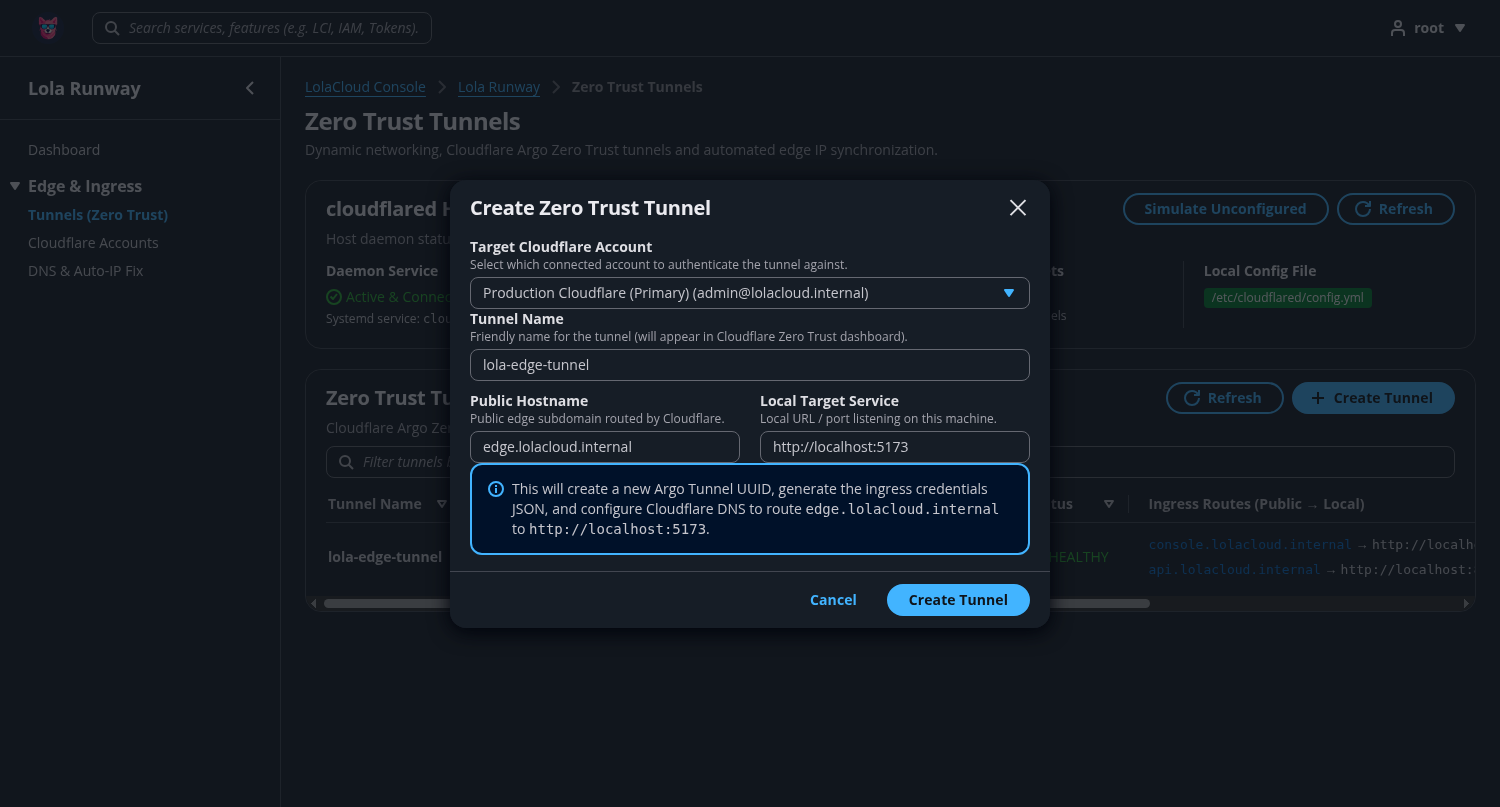 Search services, features (e.g. LCI, IAM, Tokens).
root
Lola Runway
Dashboard
Edge & Ingress
Tunnels (Zero Trust)
Cloudflare Accounts
DNS & Auto-IP Fix
LolaCloud Console
Lola Runway
Zero Trust Tunnels
Zero Trust Tunnels
Dynamic networking, Cloudflare Argo Zero Trust tunnels and automated edge IP synchronization.
cloudflared
Simulate Unconfigured
Refresh
Host daemon
Daemon Service
Local Config File
Active &
/etc/cloudflared/config.yml
Systemd service:
Zero Trust
Refresh
Create Tunnel
Cloudflare Argo
Filter tunnels
Tunnel Name
Ingress Routes (Public → Local)
lola-edge-tunnel
HEALTHY
console.lolacloud.internal →
api.lolacloud.internal → http://localhost:
Create Zero Trust Tunnel
Target Cloudflare Account
Select which connected account to authenticate the tunnel against.
Production Cloudflare (Primary) (admin@lolacloud.internal)
Tunnel Name
Friendly name for the tunnel (will appear in Cloudflare Zero Trust dashboard).
lola-edge-tunnel
Public Hostname
Public edge subdomain routed by Cloudflare.
edge.lolacloud.internal
Local Target Service
Local URL / port listening on this machine.
http://localhost:5173
This will create a new Argo Tunnel UUID, generate the ingress credentials
JSON, and configure Cloudflare DNS to route edge.lolacloud.internal
to http://localhost:5173.
Cancel
Create Tunnel